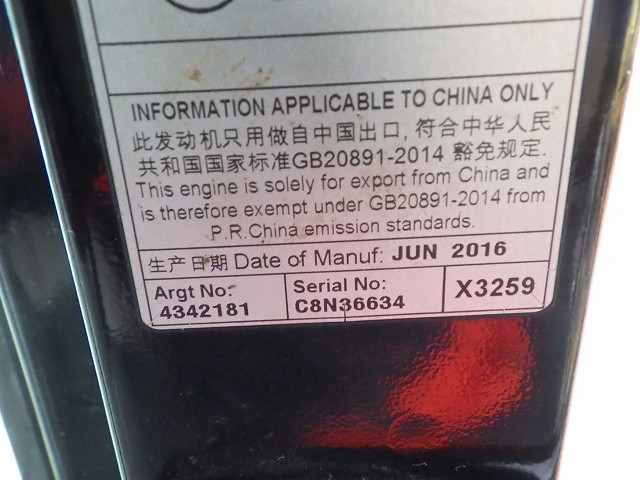 INFORMATION APPLICABLE TO CHINA ONLY
此发动机只用做自中国出口, 符合中华人民
共和国国家标准GB20891-2014 豁免规定.
This engine is solely for export from China and
is therefore exempt under GB20891-2014 from
P.R.China emission standards.
生产日期 Date of Manuf: JUN 2016
Argt No: Serial No: X3259
4342181 C8N36634